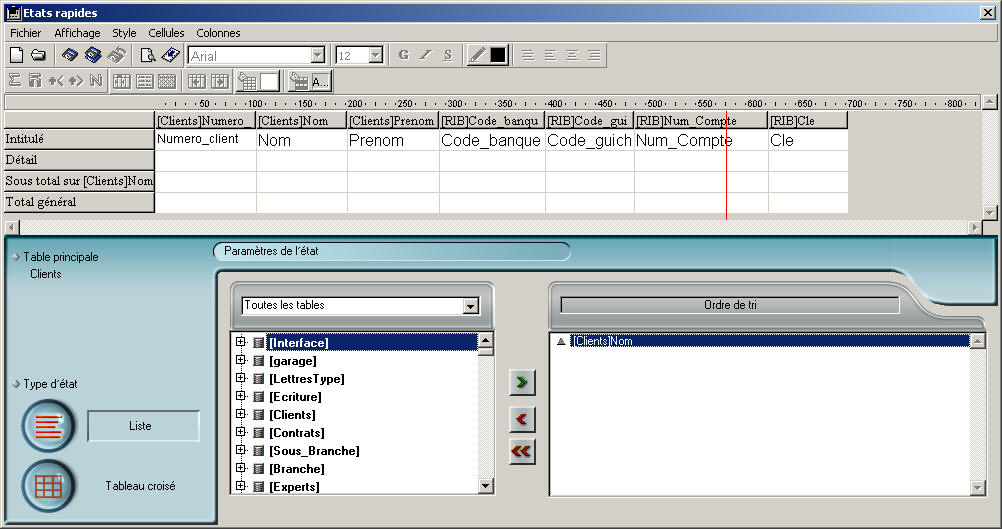 Etats rapides
Fichier Affichage Style Cellules Colonnes
Arial 12 G I S A...
50 100 150 200 250 300 350 400 450 500 550 600 650 700 750 800
[Clients]Numero_ [Clients]Nom [Clients]Prenom [RIB]Code_banqu [RIB]Code_gui [RIB]Num_Compte [RIB]Cle
Intitulé Numero_client Nom Prenom Code_banque Code_guich Num_Compte Cle
Détail
Sous total sur [Clients]Nom
Total général
Table principale
Clients
Paramètres de l'état
Toutes les tables
Ordre de tri
[Interface]
[garage]
[LettresType]
[Ecriture]
[Clients]
[Contrats]
[Sous_Branche]
[Branche]
[Experts]
[Clients]Nom
Type d'état
Liste
Tableau croisé